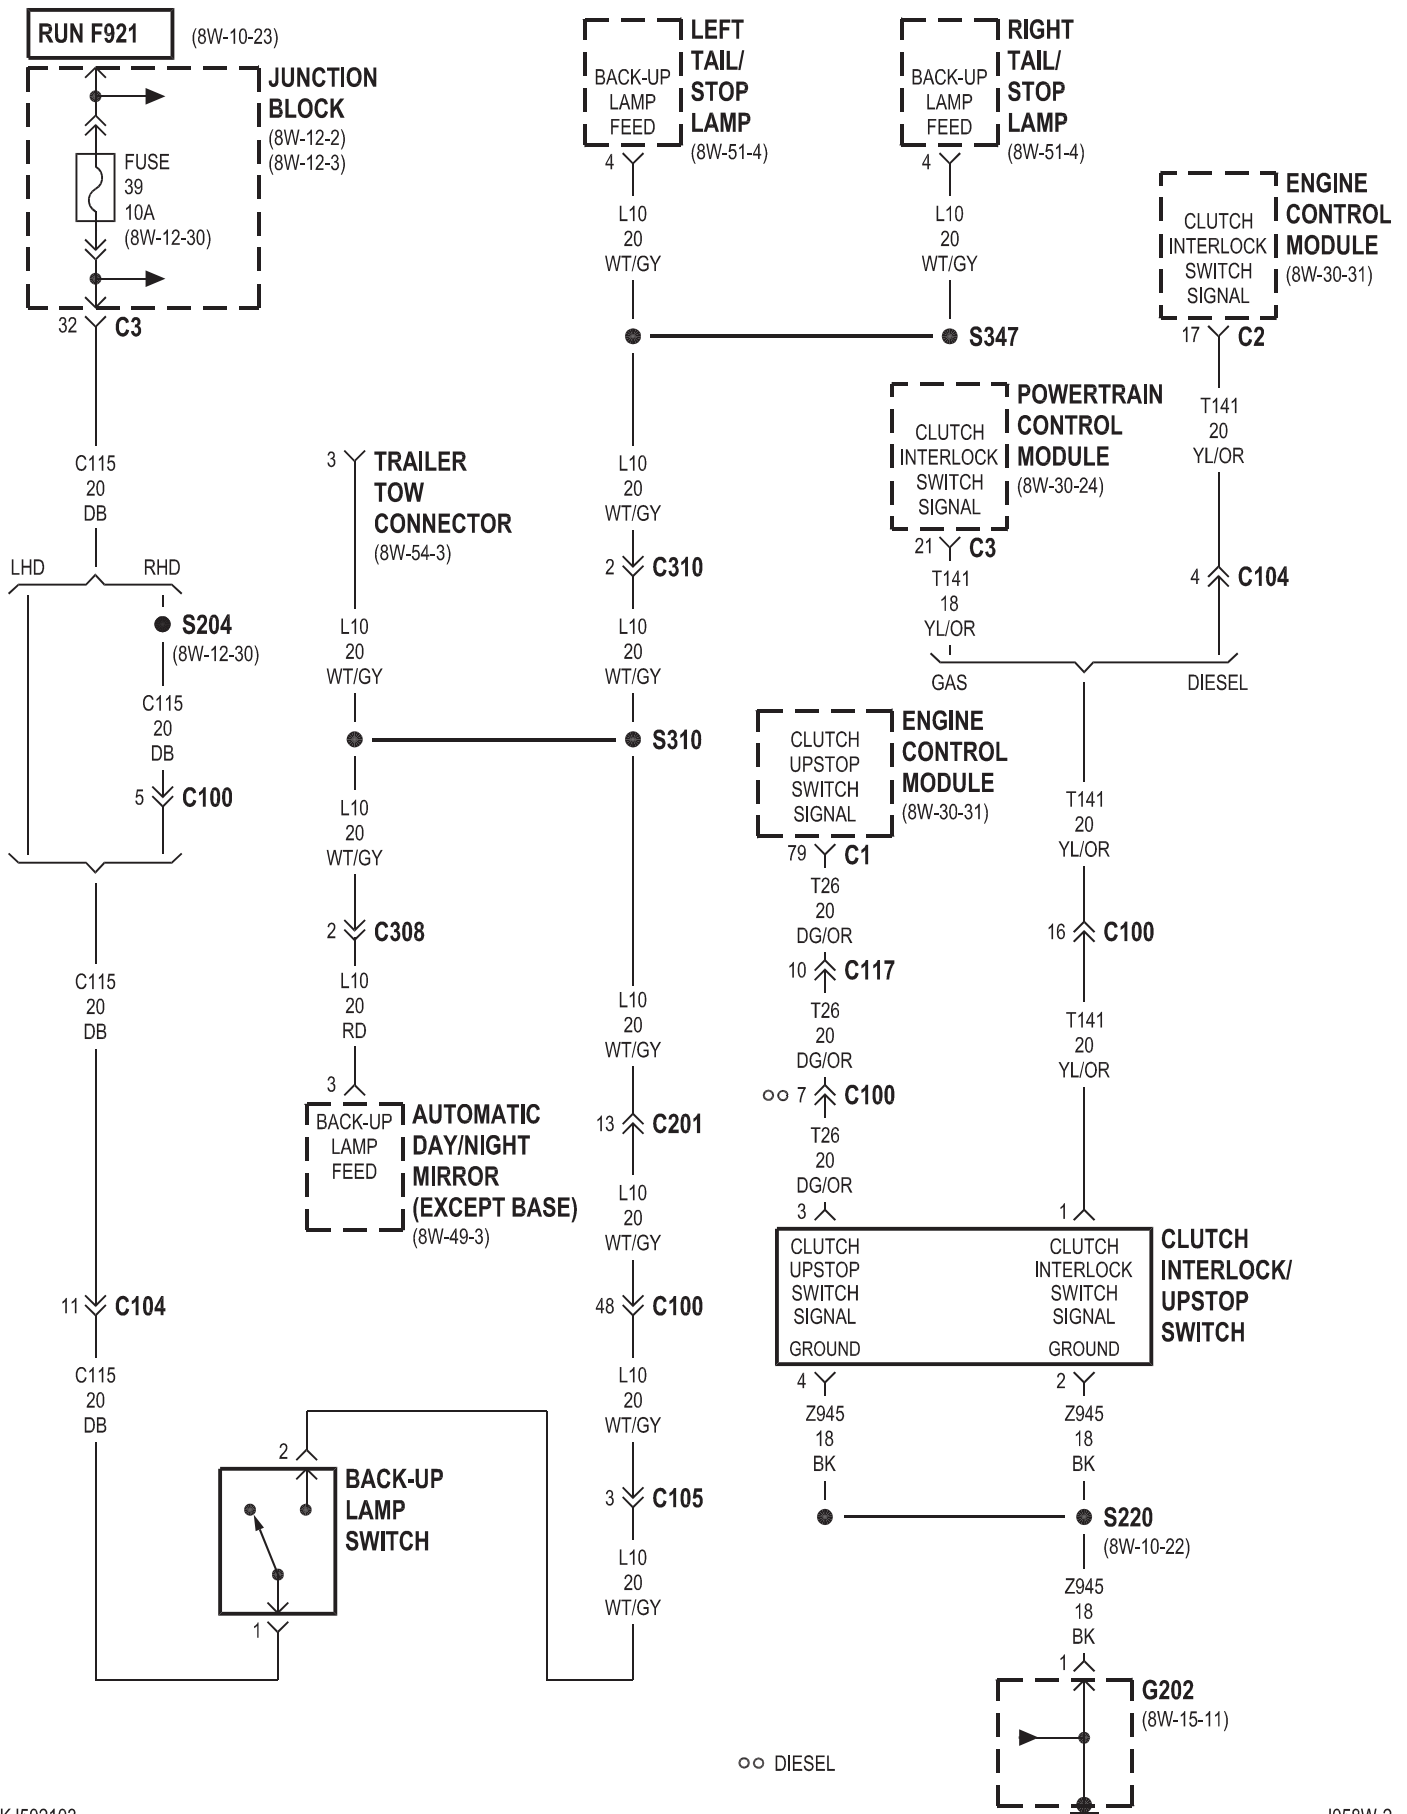 RUN F921
(8W-10-23)
JUNCTION
BLOCK
(8W-12-2)
(8W-12-3)
FUSE
39
10A
(8W-12-30)
32
C3
C115
20
DB
LHD
RHD
S204
(8W-12-30)
C115
20
DB
5
C100
C115
20
DB
11
C104
C115
20
DB
3
TRAILER
TOW
CONNECTOR
(8W-54-3)
L10
20
WT/GY
L10
20
WT/GY
2
C308
L10
20
RD
3
BACK-UP
LAMP
FEED
AUTOMATIC
DAY/NIGHT
MIRROR
(EXCEPT BASE)
(8W-49-3)
2
BACK-UP
LAMP
SWITCH
1
BACK-UP
LAMP
FEED
LEFT
TAIL/
STOP
LAMP
(8W-51-4)
4
L10
20
WT/GY
BACK-UP
LAMP
FEED
RIGHT
TAIL/
STOP
LAMP
(8W-51-4)
4
L10
20
WT/GY
S347
L10
20
WT/GY
2
C310
L10
20
WT/GY
S310
L10
20
WT/GY
13
C201
L10
20
WT/GY
48
C100
L10
20
WT/GY
3
C105
L10
20
WT/GY
CLUTCH
INTERLOCK
SWITCH
SIGNAL
ENGINE
CONTROL
MODULE
(8W-30-31)
17
C2
T141
20
YL/OR
4
C104
CLUTCH
INTERLOCK
SWITCH
SIGNAL
POWERTRAIN
CONTROL
MODULE
(8W-30-24)
21
C3
T141
18
YL/OR
GAS
DIESEL
CLUTCH
UPSTOP
SWITCH
SIGNAL
ENGINE
CONTROL
MODULE
(8W-30-31)
79
C1
T26
20
DG/OR
10
C117
T26
20
DG/OR
7
C100
T26
20
DG/OR
3
T141
20
YL/OR
16
C100
T141
20
YL/OR
1
CLUTCH
UPSTOP
SWITCH
SIGNAL
GROUND
CLUTCH
INTERLOCK
SWITCH
SIGNAL
GROUND
CLUTCH
INTERLOCK/
UPSTOP
SWITCH
4
Z945
18
BK
2
Z945
18
BK
S220
(8W-10-22)
Z945
18
BK
1
G202
(8W-15-11)
DIESEL